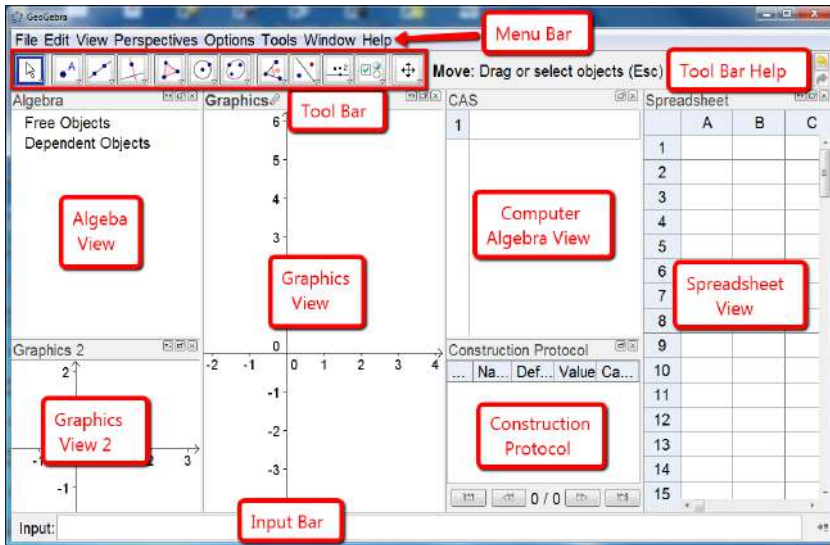 GeoGebra
File Edit View Perspectives Options Tools Window Help
Menu Bar
A
a=2
Move: Drag or select objects (Esc)
Tool Bar Help
Tool Bar
Algebra
Free Objects
Dependent Objects
Algeba
View
Graphics
6
5
4
3
0
-2 -1 0 1 2 3 4
-1
-2
-3
Graphics
View
CAS
1
Computer
Algebra View
Spreadsheet
A B C
1
2
3
4
5
6
7
8
9
10
11
12
13
14
15
Spreadsheet
View
Graphics 2
2
2 3
-1
Graphics
View 2
Construction Protocol
... Na... Def... Value Ca...
Construction
Protocol
0 / 0
Input Bar
Input: